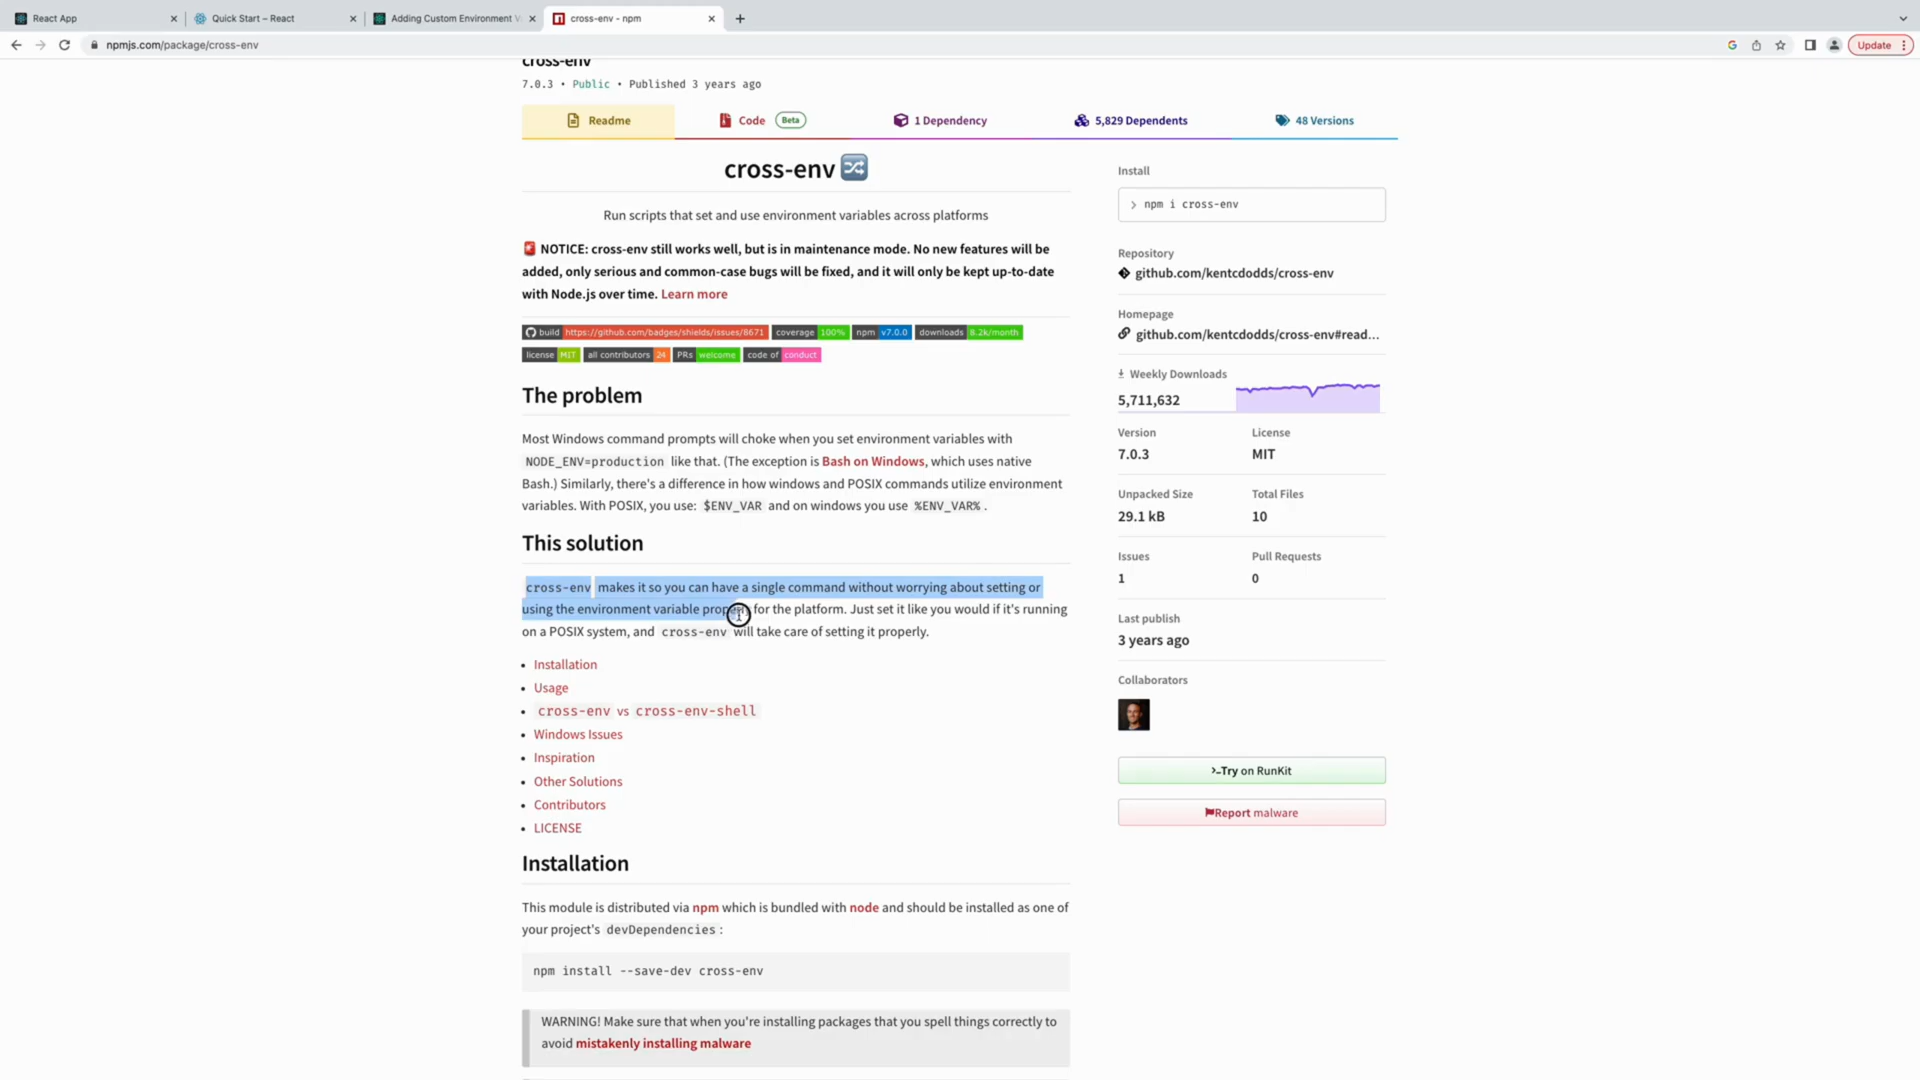 React App
Quick Start – React
Adding Custom Environment V
cross-env - npm
npmjs.com/package/cross-env
Update
cross-env
7.0.3 • Public • Published 3 years ago
Readme
Code Beta
1 Dependency
5,829 Dependents
48 Versions
cross-env 🔀
Run scripts that set and use environment variables across platforms
🚨 NOTICE: cross-env still works well, but is in maintenance mode. No new features will be
added, only serious and common-case bugs will be fixed, and it will only be kept up-to-date
with Node.js over time. Learn more
build https://github.com/badges/shields/issues/8671 coverage 100% npm v7.0.0 downloads 8.2k/month
license MIT all contributors 24 PRs welcome code of conduct
The problem
Most Windows command prompts will choke when you set environment variables with
NODE_ENV=production like that. (The exception is Bash on Windows, which uses native
Bash.) Similarly, there's a difference in how windows and POSIX commands utilize environment
variables. With POSIX, you use: $ENV_VAR and on windows you use %ENV_VAR% .
This solution
cross-env makes it so you can have a single command without worrying about setting or
using the environment variable properly for the platform. Just set it like you would if it's running
on a POSIX system, and cross-env will take care of setting it properly.
• Installation
• Usage
• cross-env vs cross-env-shell
• Windows Issues
• Inspiration
• Other Solutions
• Contributors
• LICENSE
Installation
This module is distributed via npm which is bundled with node and should be installed as one of
your project's devDependencies :
npm install --save-dev cross-env
WARNING! Make sure that when you're installing packages that you spell things correctly to
avoid mistakenly installing malware
Install
> npm i cross-env
Repository
github.com/kentcdodds/cross-env
Homepage
github.com/kentcdodds/cross-env#read...
Weekly Downloads
5,711,632
Version License
7.0.3 MIT
Unpacked Size Total Files
29.1 kB 10
Issues Pull Requests
1 0
Last publish
3 years ago
Collaborators
>_Try on RunKit
Report malware